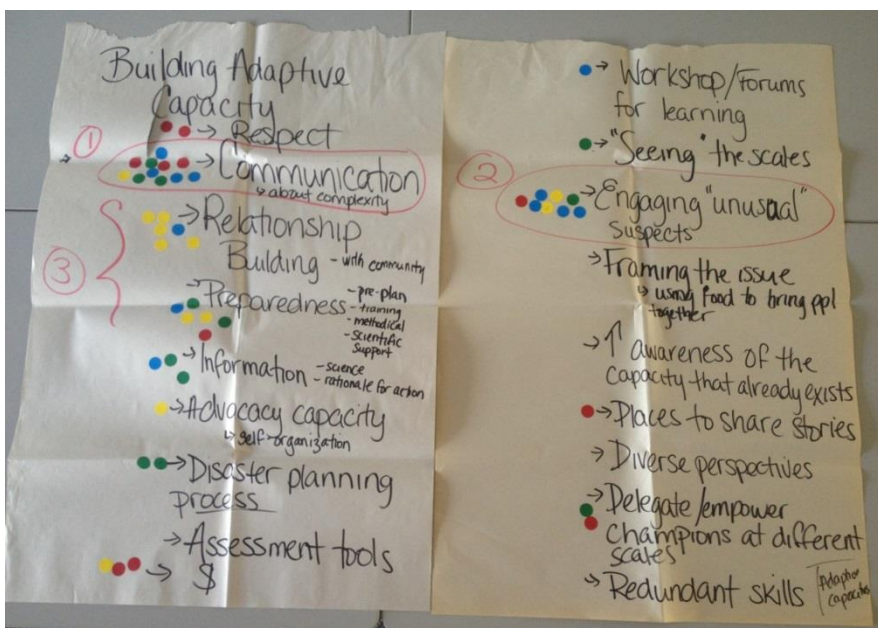 Building Adaptive
Capacity
→ Respect
① → Communication
↳ about complexity
③ → Relationship
Building - with community
→ Preparedness - pre-plan
- training
- methodical
- scientific
support
→ Information - science
- rationale for action
→ Advocacy capacity
↳ self-organization
→ Disaster planning
process
→ Assessment tools
→ $
→ Workshop/Forums
for learning
→ "Seeing" the scales
② → Engaging "unusual"
suspects
→ Framing the issue
↳ using food to bring ppl
together
→ ↑ awareness of the
capacity that already exists
→ Places to share stories
→ Diverse perspectives
→ Delegate/empower
Champions at different
scales
→ Redundant skills